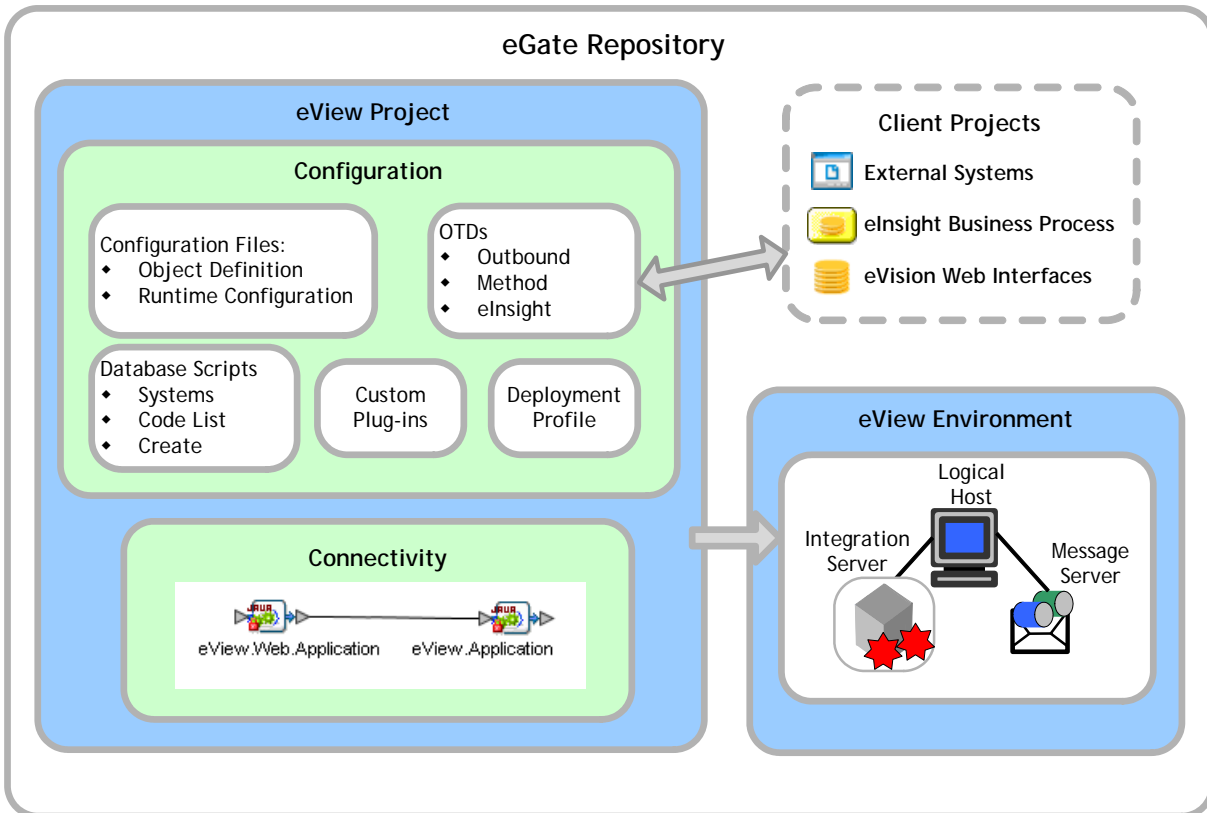 eGate Repository
eView Project
Configuration
Configuration Files:
◆ Object Definition
◆ Runtime Configuration
OTDs
◆ Outbound
◆ Method
◆ eInsight
Database Scripts
◆ Systems
◆ Code List
◆ Create
Custom
Plug-ins
Deployment
Profile
Connectivity
JAVA
JAVA
eView.Web.Application
eView.Application
Client Projects
External Systems
eInsight Business Process
eVision Web Interfaces
eView Environment
Logical
Host
Integration
Server
Message
Server